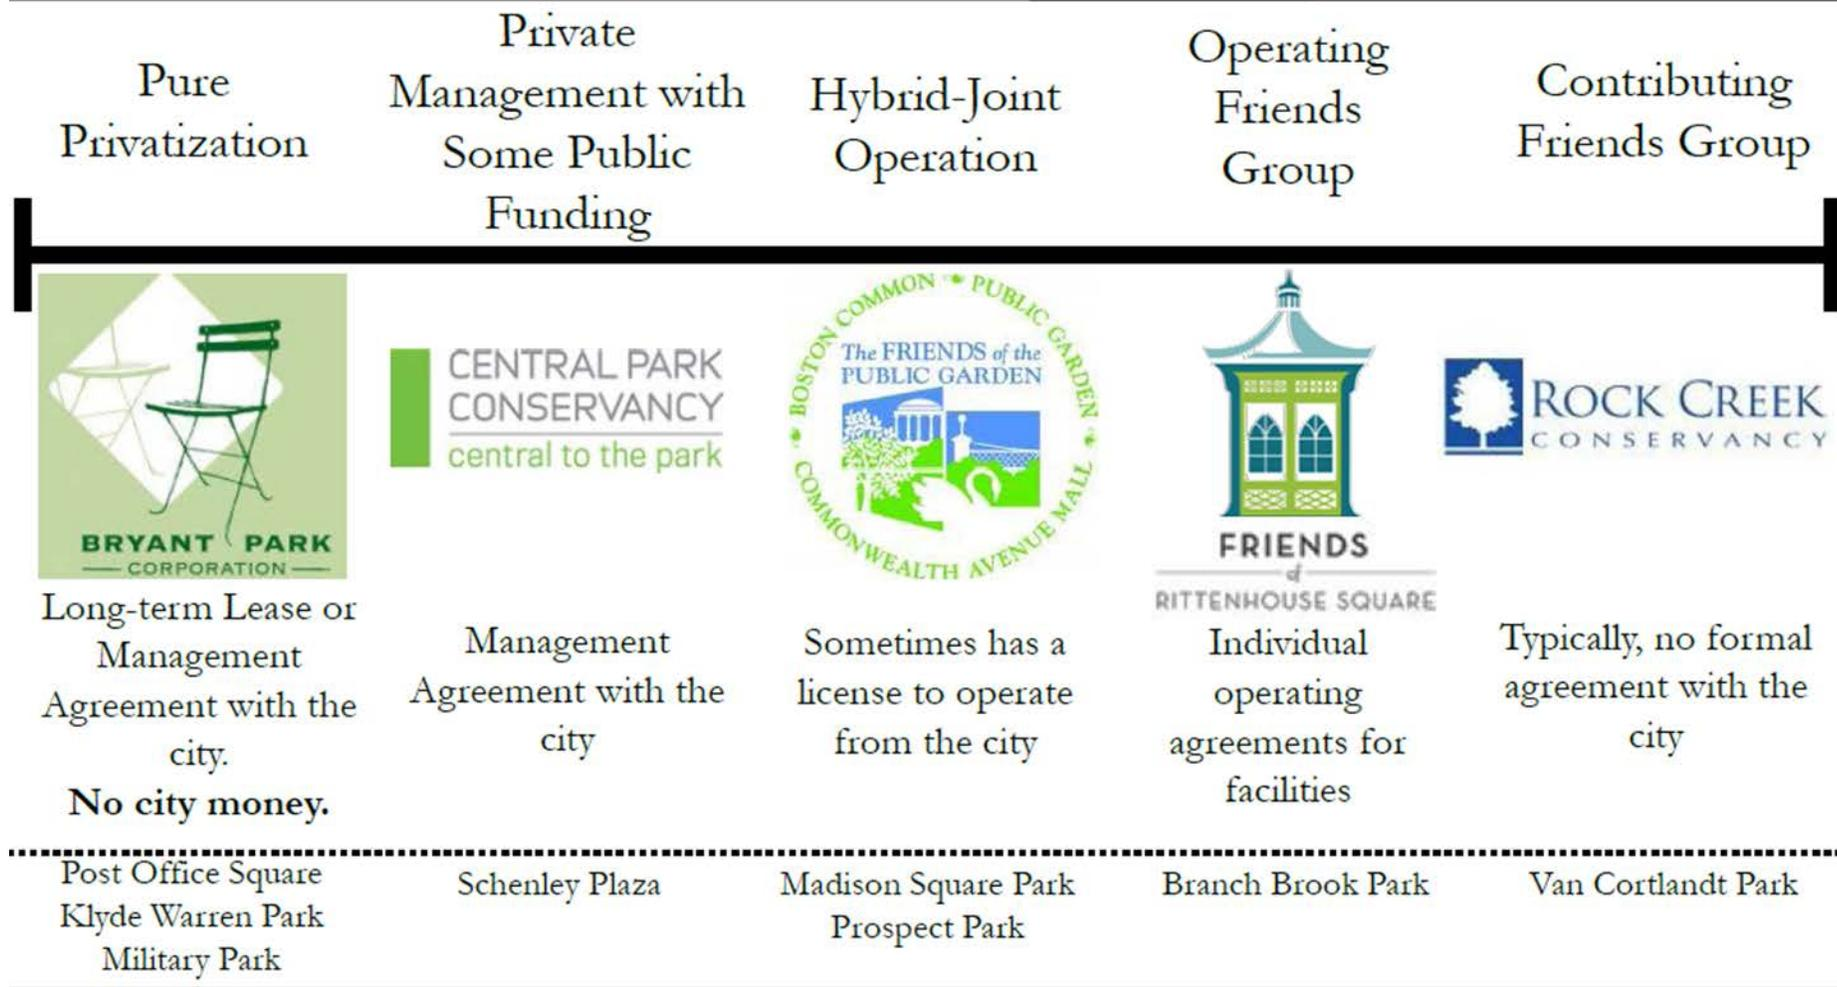 Pure
Privatization
Private
Management with
Some Public
Funding
Hybrid-Joint
Operation
Operating
Friends
Group
Contributing
Friends Group
BRYANT PARK
CORPORATION
CENTRAL PARK
CONSERVANCY
central to the park
BOSTON COMMON PUBLIC GARDEN
COMMONWEALTH AVENUE MALL
The FRIENDS of the
PUBLIC GARDEN
FRIENDS
of
RITTENHOUSE SQUARE
ROCK CREEK
CONSERVANCY
Long-term Lease or
Management
Agreement with the
city.
No city money.
Management
Agreement with the
city
Sometimes has a
license to operate
from the city
Individual
operating
agreements for
facilities
Typically, no formal
agreement with the
city
Post Office Square
Klyde Warren Park
Military Park
Schenley Plaza
Madison Square Park
Prospect Park
Branch Brook Park
Van Cortlandt Park